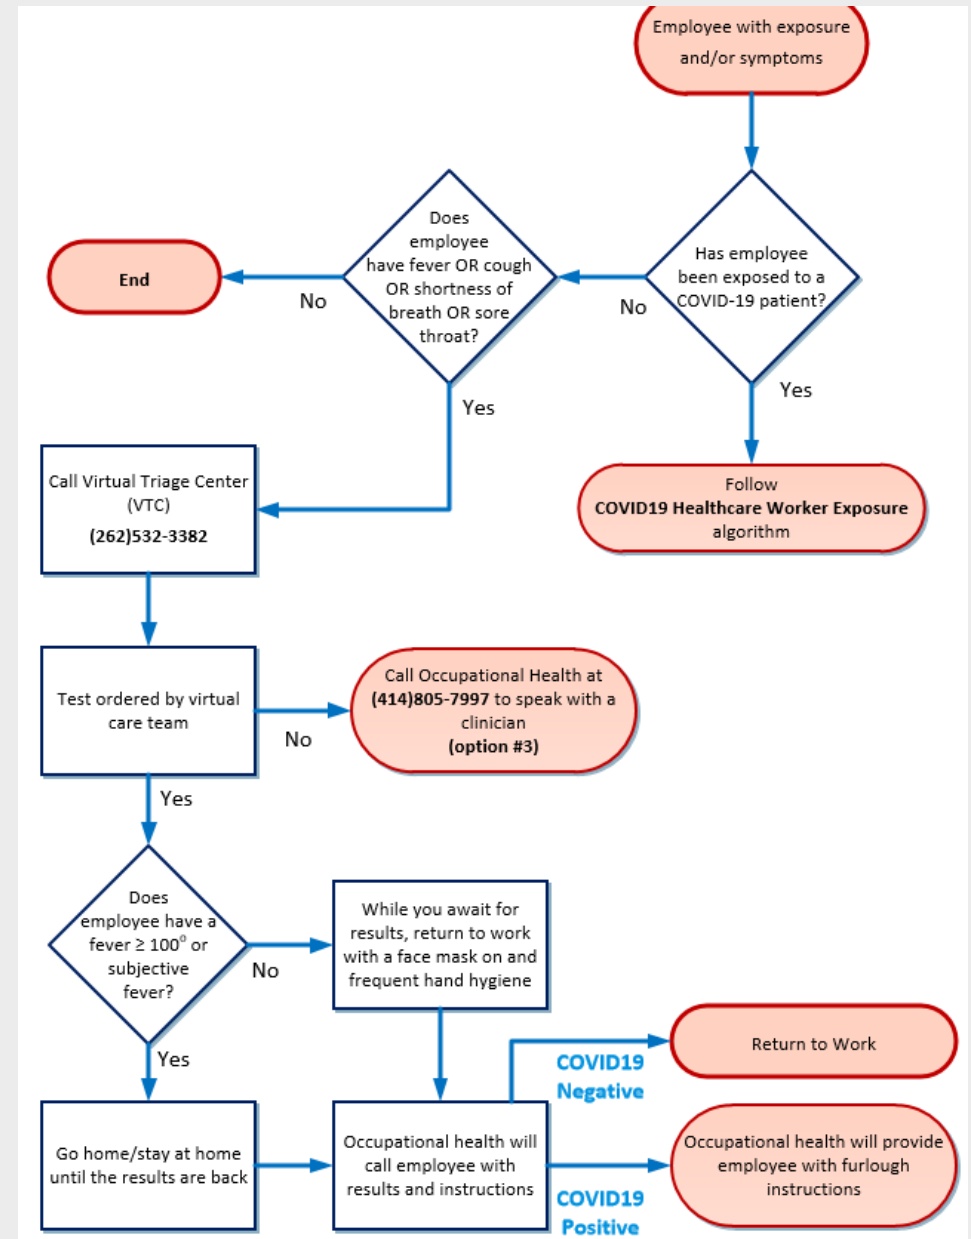 Employee with exposure
and/or symptoms
Has employee
been exposed to a
COVID-19 patient?
No
Yes
Does
employee
have fever OR cough
OR shortness of
breath OR sore
throat?
No
Yes
End
Follow
COVID19 Healthcare Worker Exposure
algorithm
Call Virtual Triage Center
(VTC)
(262)532-3382
Test ordered by virtual
care team
No
Yes
Call Occupational Health at
(414)805-7997 to speak with a
clinician
(option #3)
Does
employee have a
fever ≥ 100° or
subjective
fever?
No
Yes
While you await for
results, return to work
with a face mask on and
frequent hand hygiene
Go home/stay at home
until the results are back
Occupational health will
call employee with
results and instructions
COVID19
Negative
Return to Work
COVID19
Positive
Occupational health will provide
employee with furlough
instructions